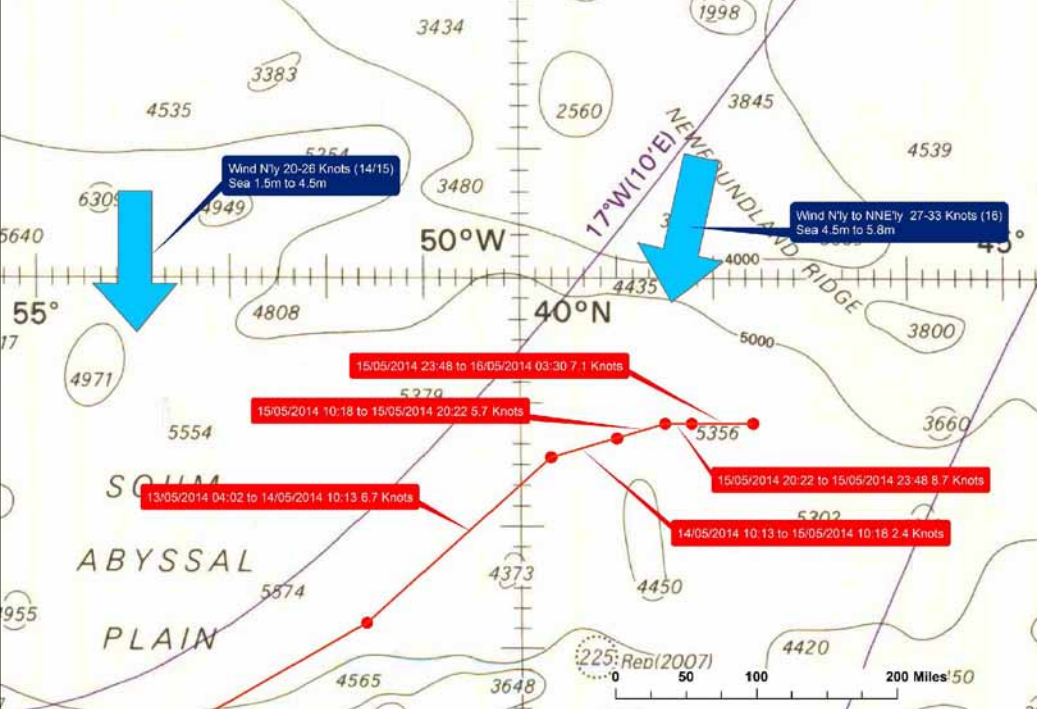 1998
3434
3383
4535
2560
3845
NEWFOUNDLAND RIDGE
4539
5254
Wind N'ly 20-26 Knots (14/15)
Sea 1.5m to 4.5m
3480
17°W(10'E)
6309
4949
Wind N'ly to NNE'ly 27-33 Knots (16)
Sea 4.5m to 5.8m
5640
50°W
45°
4000
4435
55°
4808
40°N
3800
17
5000
4971
15/05/2014 23:48 to 16/05/2014 03:30 7.1 Knots
5379
15/05/2014 10:18 to 15/05/2014 20:22 5.7 Knots
5554
5356
3660
SOHM
15/05/2014 20:22 to 15/05/2014 23:48 8.7 Knots
13/05/2014 04:02 to 14/05/2014 10:13 6.7 Knots
5302
14/05/2014 10:13 to 15/05/2014 10:18 2.4 Knots
ABYSSAL
4373
4450
5574
4955
PLAIN
4420
225 Rep(2007)
4565
3648
0 50 100 200 Miles
50